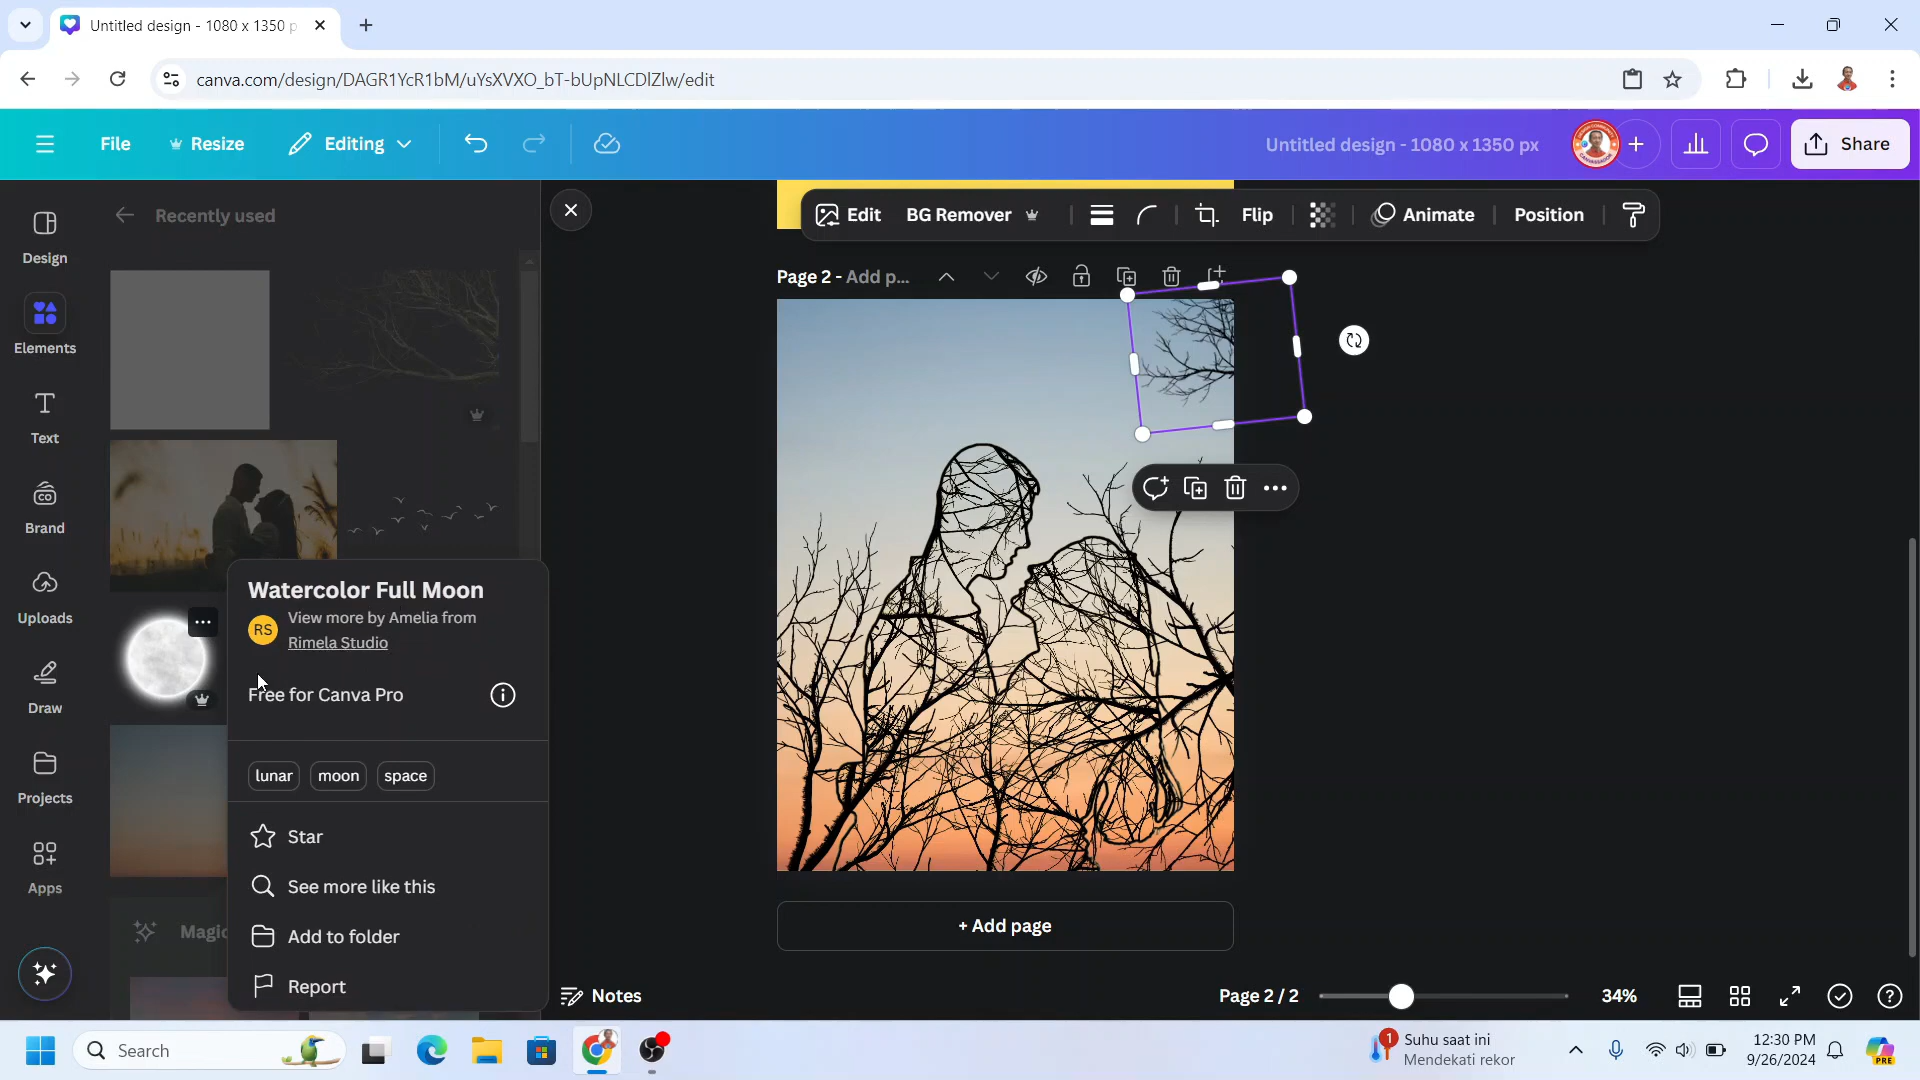 Untitled design - 1080 x 1350 p
canva.com/design/DAGR1YcR1bM/uYsXVXO_bT-bUpNLCDlZlw/edit
File
Resize
Editing
Untitled design - 1080 x 1350 px
Share
Design
Elements
Text
Brand
Uploads
Draw
Projects
Apps
Recently used
Edit
BG Remover
Flip
Animate
Position
Page 2 - Add p...
Watercolor Full Moon
RS
View more by Amelia from
Rimela Studio
Free for Canva Pro
lunar
moon
space
Star
See more like this
Add to folder
Report
Magic
+ Add page
Notes
Page 2 / 2
34%
Search
1
Suhu saat ini
Mendekati rekor
12:30 PM
9/26/2024
PRE